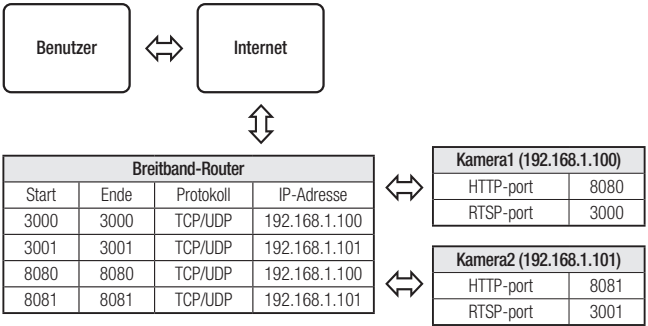 Benutzer
Internet
Breitband-Router
Start Ende Protokoll IP-Adresse
3000 3000 TCP/UDP 192.168.1.100
3001 3001 TCP/UDP 192.168.1.101
8080 8080 TCP/UDP 192.168.1.100
8081 8081 TCP/UDP 192.168.1.101
Kamera1 (192.168.1.100)
HTTP-port 8080
RTSP-port 3000
Kamera2 (192.168.1.101)
HTTP-port 8081
RTSP-port 3001